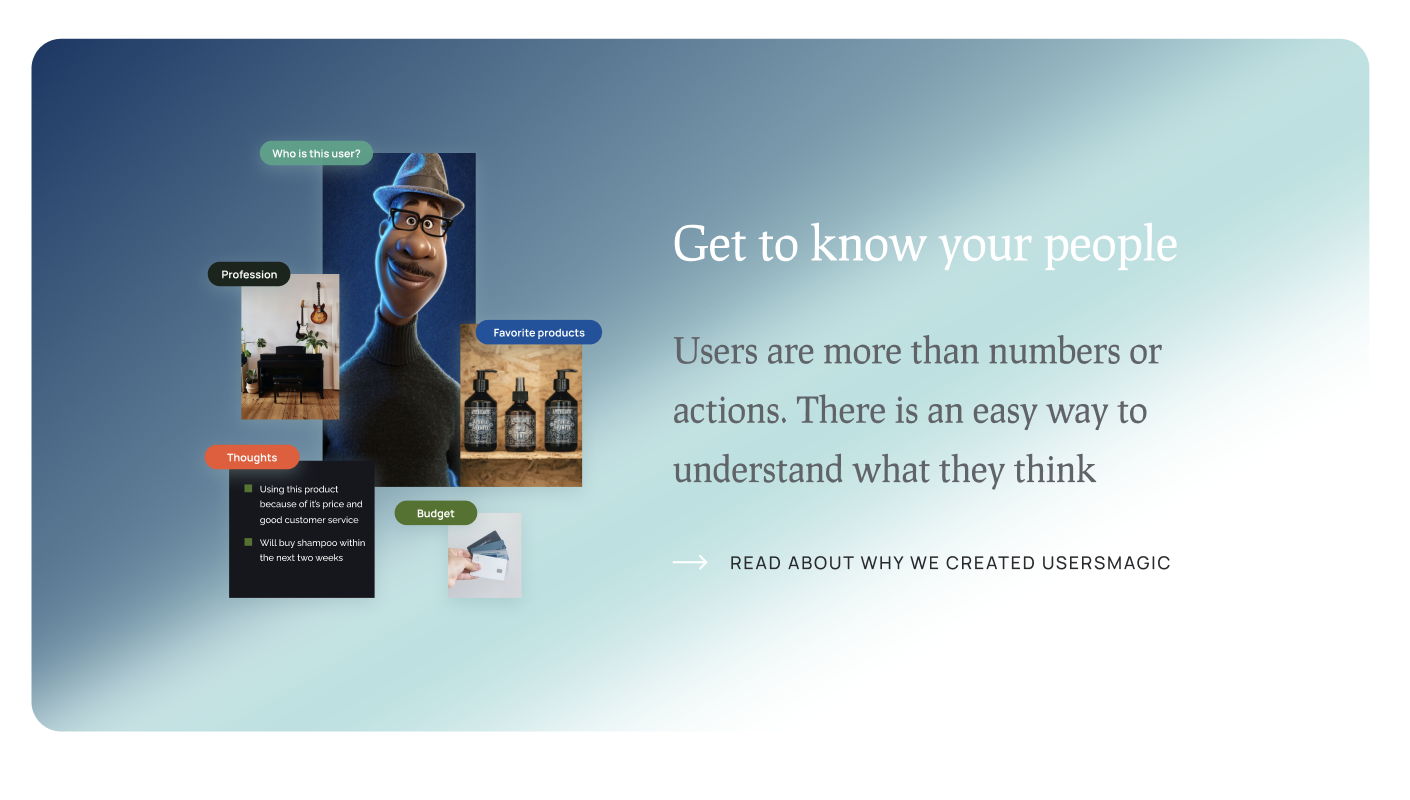 Who is this user?
Profession
Favorite products
Thoughts
Using this product
because of it's price and
good customer service
Will buy shampoo within
the next two weeks
Budget
Get to know your people
Users are more than numbers or
actions. There is an easy way to
understand what they think
READ ABOUT WHY WE CREATED USERSMAGIC